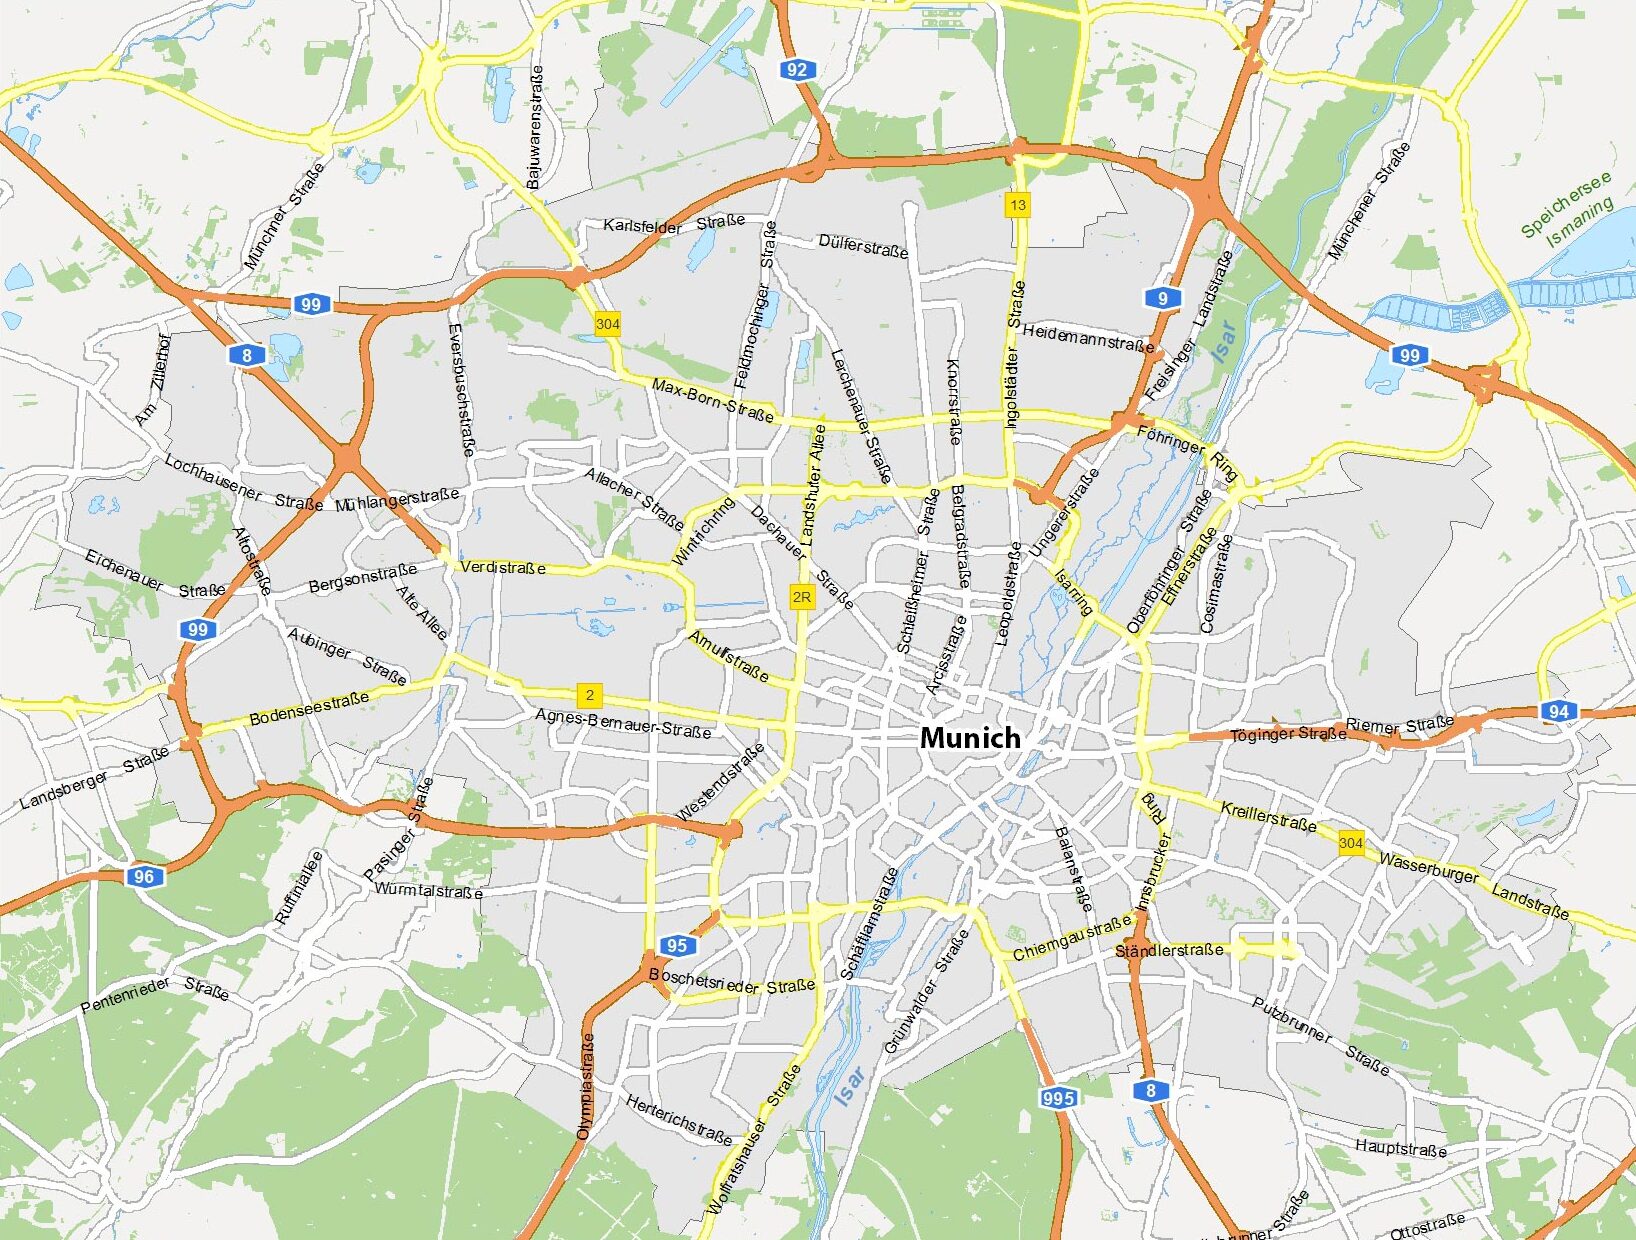 92
Bajuwarenstraße
Münchner Straße
Münchener Straße
Speichersee
Ismaning
13
Karlsfelder Straße
Dülferstraße
99
9
304
Feldmochinger Straße
Ingolstädter Straße
Heidemannstraße
Freisinger Landstraße
Isar
8
99
Am Zillerhof
Eversbuschstraße
Max-Born-Straße
Lerchenauer Straße
Knorrstraße
Föhringer Ring
Landshuter Allee
Lochhausener Straße
Mühlangerstraße
Allacher Straße
Wintrichring
Dachauer Straße
Schleißheimer Straße
Belgradstraße
Ungererstraße
Oberföhringer Straße
Effnerstraße
Cosimastraße
Altostraße
Eichenauer Straße
Bergsonstraße
Verdistraße
Alte Allee
2R
Leopoldstraße
Isarring
99
Aubinger Straße
Arnulfstraße
Arcisstraße
2
Bodenseestraße
Agnes-Bernauer-Straße
Munich
94
Riemer Straße
Töginger Straße
Landsberger Straße
Westendstraße
Pasinger Straße
Kreillerstraße
304
Wasserburger Landstraße
Innsbrucker Ring
Balanstraße
96
Ruffiniallee
Würmtalstraße
Schäftlarnstraße
95
Chiemgaustraße
Ständlerstraße
Boschetsrieder Straße
Grünwalder Straße
Pentenrieder Straße
Putzbrunner Straße
Olympiastraße
Isar
995
8
Herterichstraße
Wolfratshauser Straße
Hauptstraße
Ottostraße